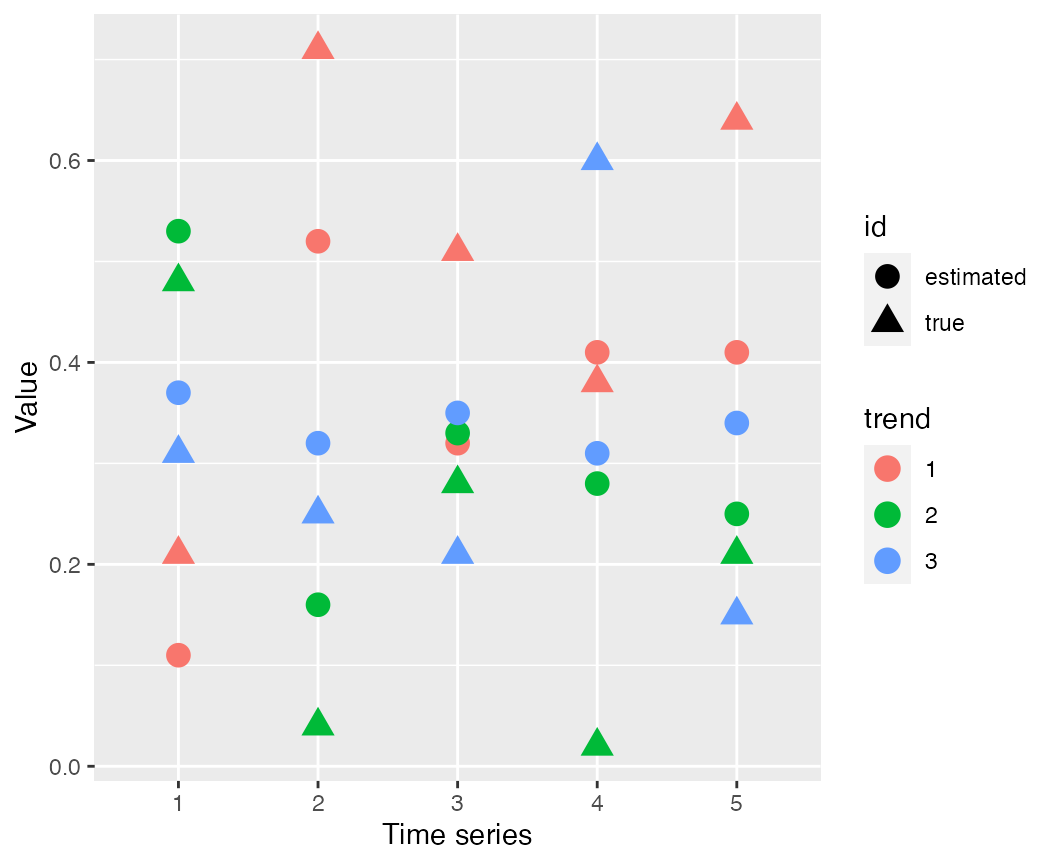 Value
0.6
0.4
0.2
0.0
1 2 3 4 5
Time series
id
estimated
true
trend
1
2
3